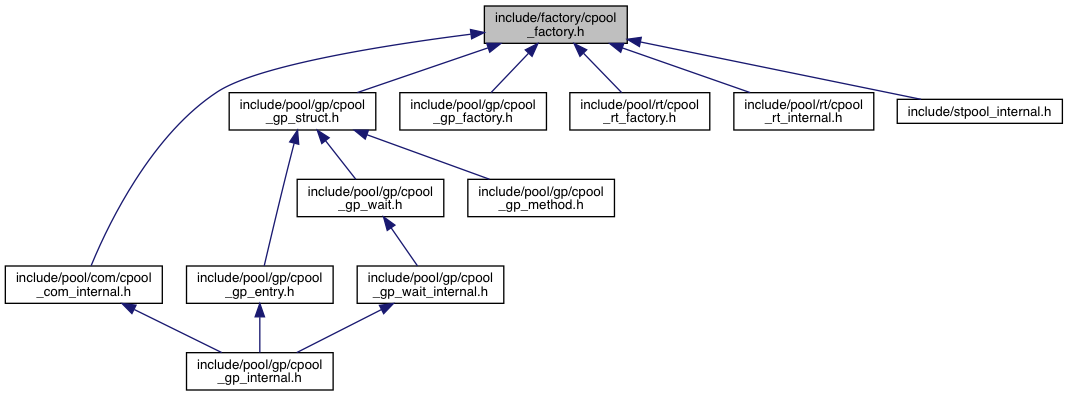 include/factory/cpool
_factory.h
include/pool/gp/cpool
_gp_struct.h
include/pool/gp/cpool
_gp_factory.h
include/pool/rt/cpool
_rt_factory.h
include/pool/rt/cpool
_rt_internal.h
include/stpool_internal.h
include/pool/gp/cpool
_gp_wait.h
include/pool/gp/cpool
_gp_method.h
include/pool/com/cpool
_com_internal.h
include/pool/gp/cpool
_gp_entry.h
include/pool/gp/cpool
_gp_wait_internal.h
include/pool/gp/cpool
_gp_internal.h